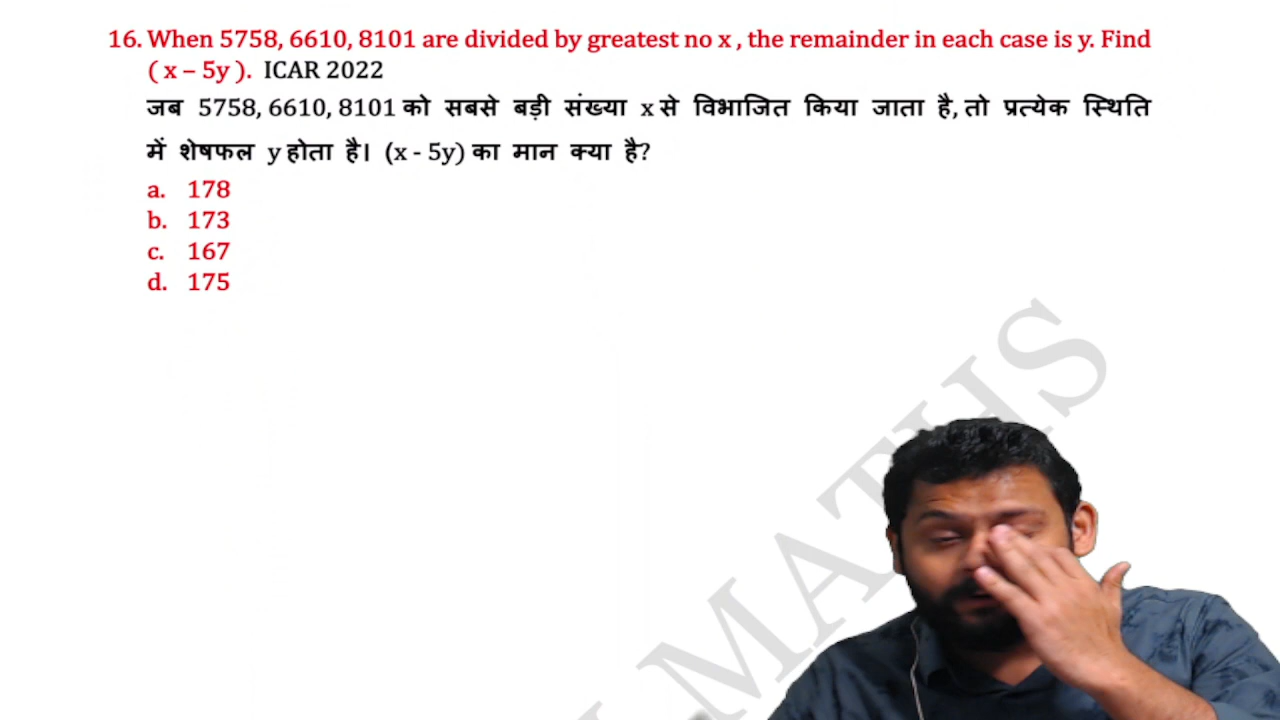 16. When 5758, 6610, 8101 are divided by greatest no x , the remainder in each case is y. Find
( x – 5y ). ICAR 2022
जब 5758, 6610, 8101 को सबसे बड़ी संख्या x से विभाजित किया जाता है, तो प्रत्येक स्थिति
में शेषफल y होता है। (x - 5y) का मान क्या है?
a. 178
b. 173
c. 167
d. 175
MATHS